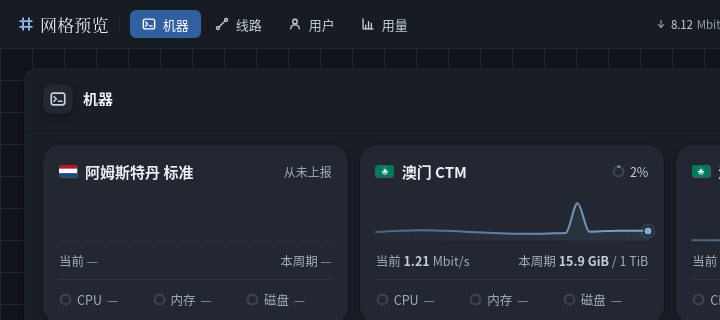 网格预览
机器
线路
用户
用量
8.12 Mbit
机器
阿姆斯特丹 标准
从未上报
当前 —
本周期 —
CPU —
内存 —
磁盘 —
澳门 CTM
2%
当前 1.21 Mbit/s
本周期 15.9 GiB / 1 TiB
CPU —
内存 —
磁盘 —
当前